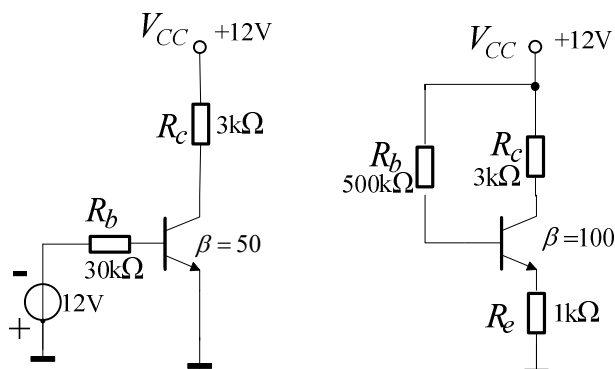 V_CC +12V
R_c 3kΩ
R_b
30kΩ
β = 50
-
12V
+
V_CC +12V
R_b
500kΩ
R_c
3kΩ
β =100
R_e 1kΩ